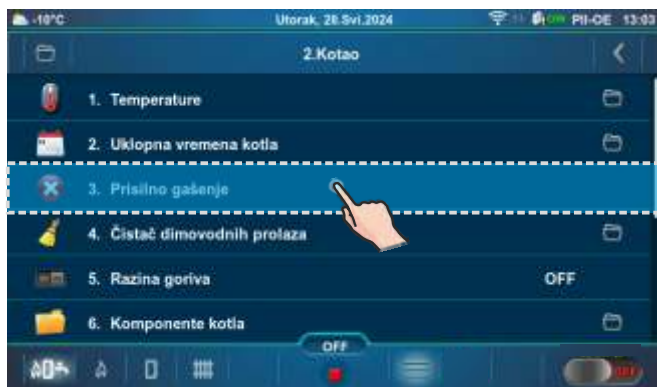 -10°C Utorak, 28.Svi.2024 PII-OE 13:03
2.Kotao
1. Temperature
2. Uklopna vremena kotla
3. Prisilno gašenje
4. Čistač dimovodnih prolaza
5. Razina goriva OFF
6. Komponente kotla
OFF
OFF